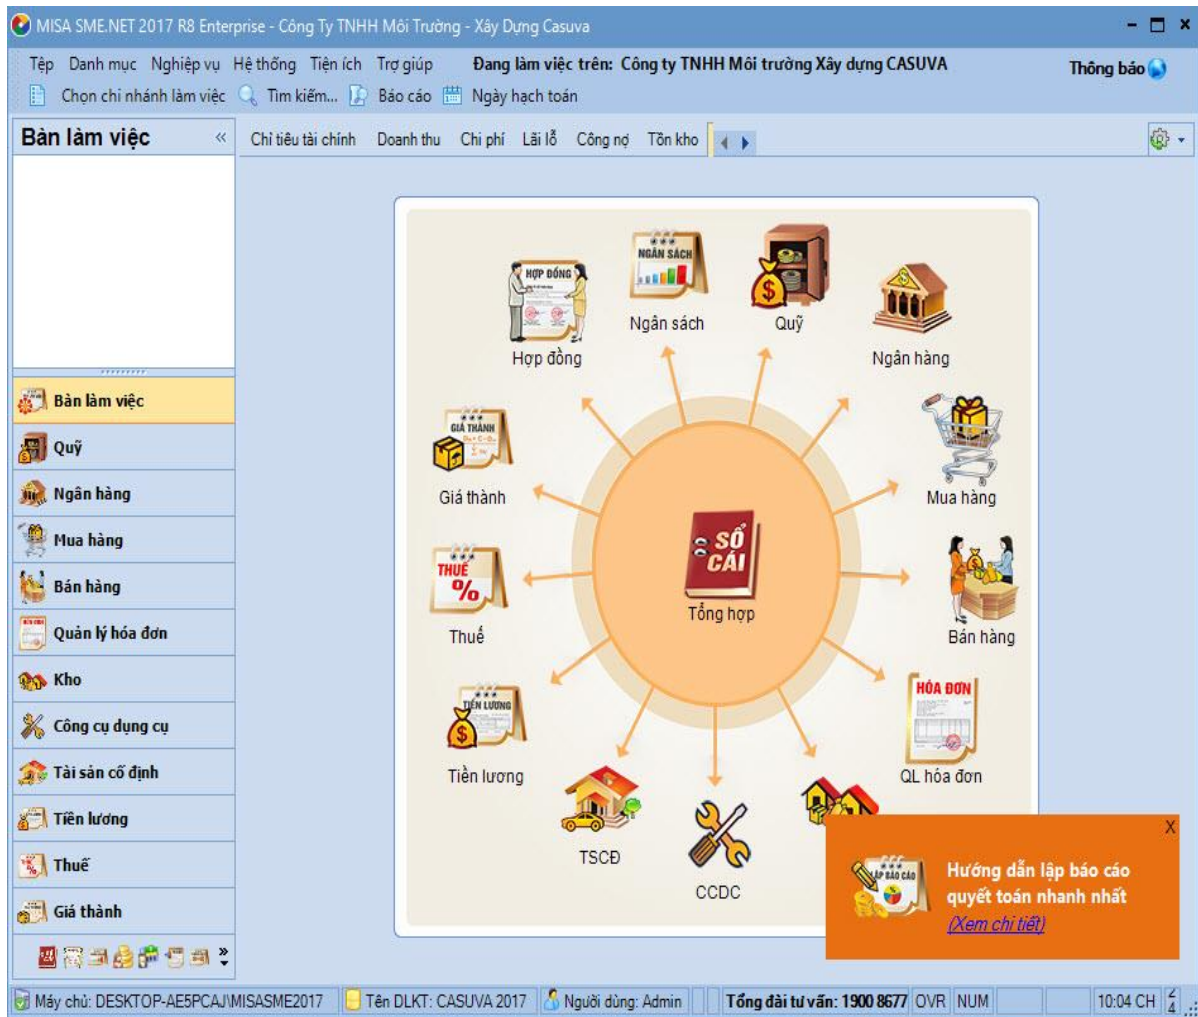 MISA SME.NET 2017 R8 Enterprise - Công Ty TNHH Môi Trường - Xây Dựng Casuva
Tệp Danh mục Nghiệp vụ Hệ thống Tiện ích Trợ giúp Đang làm việc trên: Công ty TNHH Môi trường Xây dựng CASUVA Thông báo
Chọn chi nhánh làm việc Tìm kiếm... Báo cáo Ngày hạch toán
Bàn làm việc «
Chỉ tiêu tài chính Doanh thu Chi phí Lãi lỗ Công nợ Tồn kho
Bàn làm việc
Quỹ
Ngân hàng
Mua hàng
Bán hàng
Quản lý hóa đơn
Kho
Công cụ dụng cụ
Tài sản cố định
Tiền lương
Thuế
Giá thành
NGÂN SÁCH
Ngân sách
Quỹ
HỢP ĐỒNG
Hợp đồng
Ngân hàng
GIÁ THÀNH
Giá thành
Mua hàng
SỔ
CÁI
Tổng hợp
THUẾ
%
Thuế
Bán hàng
TIỀN LƯƠNG
Tiền lương
HÓA ĐƠN
QL hóa đơn
TSCĐ
CCDC
X
LẬP BÁO CÁO
Hướng dẫn lập báo cáo
quyết toán nhanh nhất
(Xem chi tiết)
Máy chủ: DESKTOP-AE5PCAJ\MISASME2017 Tên DLKT: CASUVA 2017 Người dùng: Admin Tổng đài tư vấn: 1900 8677 OVR NUM 10:04 CH